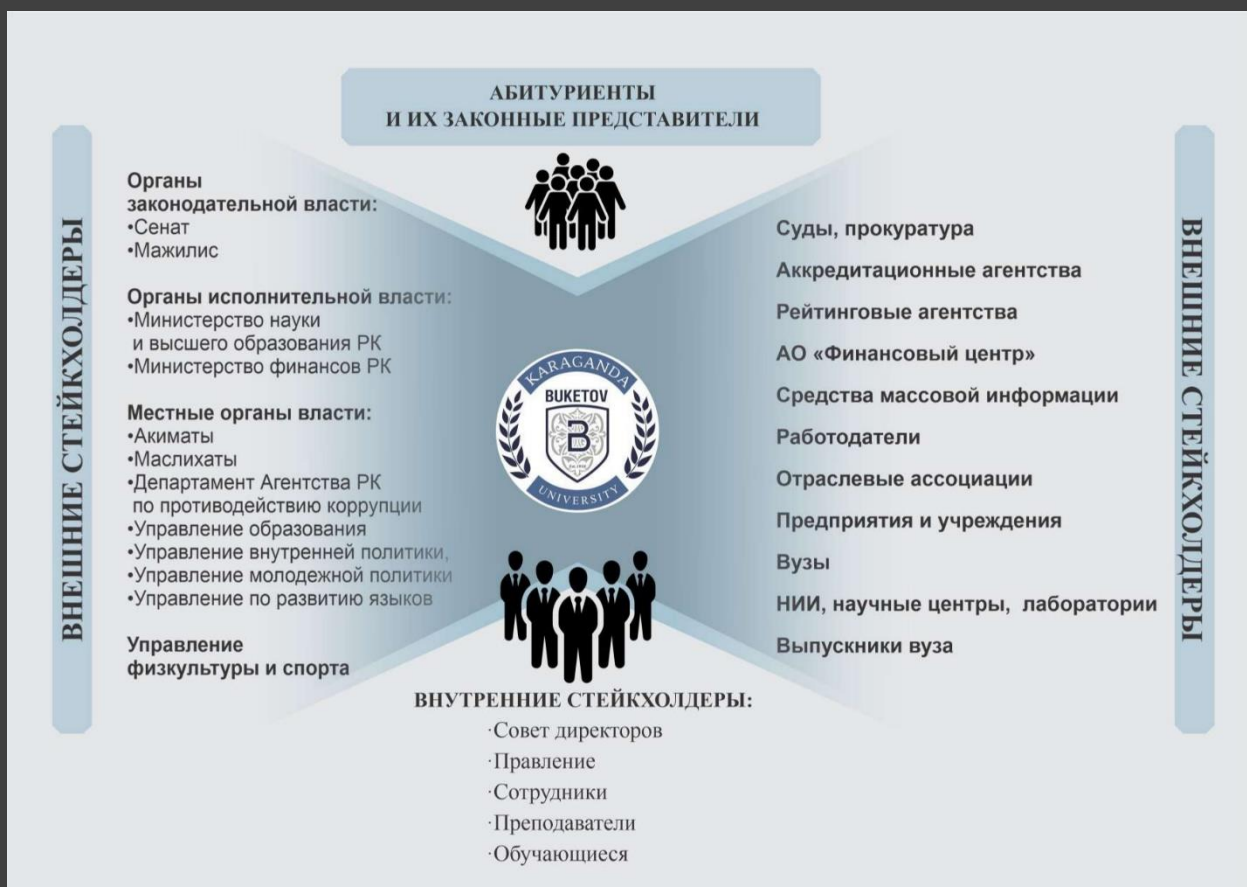 АБИТУРИЕНТЫ
И ИХ ЗАКОННЫЕ ПРЕДСТАВИТЕЛИ
ВНЕШНИЕ СТЕЙКХОЛДЕРЫ
Органы
законодательной власти:
•Сенат
•Мажилис
Органы исполнительной власти:
•Министерство науки
и высшего образования РК
•Министерство финансов РК
Местные органы власти:
•Акиматы
•Маслихаты
•Департамент Агентства РК
по противодействию коррупции
•Управление образования
•Управление внутренней политики,
•Управление молодежной политики
•Управление по развитию языков
Управление
физкультуры и спорта
KARAGANDA
BUKETOV
B
UNIVERSITY
Суды, прокуратура
Аккредитационные агентства
Рейтинговые агентства
АО «Финансовый центр»
Средства массовой информации
Работодатели
Отраслевые ассоциации
Предприятия и учреждения
Вузы
НИИ, научные центры, лаборатории
Выпускники вуза
ВНЕШНИЕ СТЕЙКХОЛДЕРЫ
ВНУТРЕННИЕ СТЕЙКХОЛДЕРЫ:
·Совет директоров
·Правление
·Сотрудники
·Преподаватели
·Обучающиеся